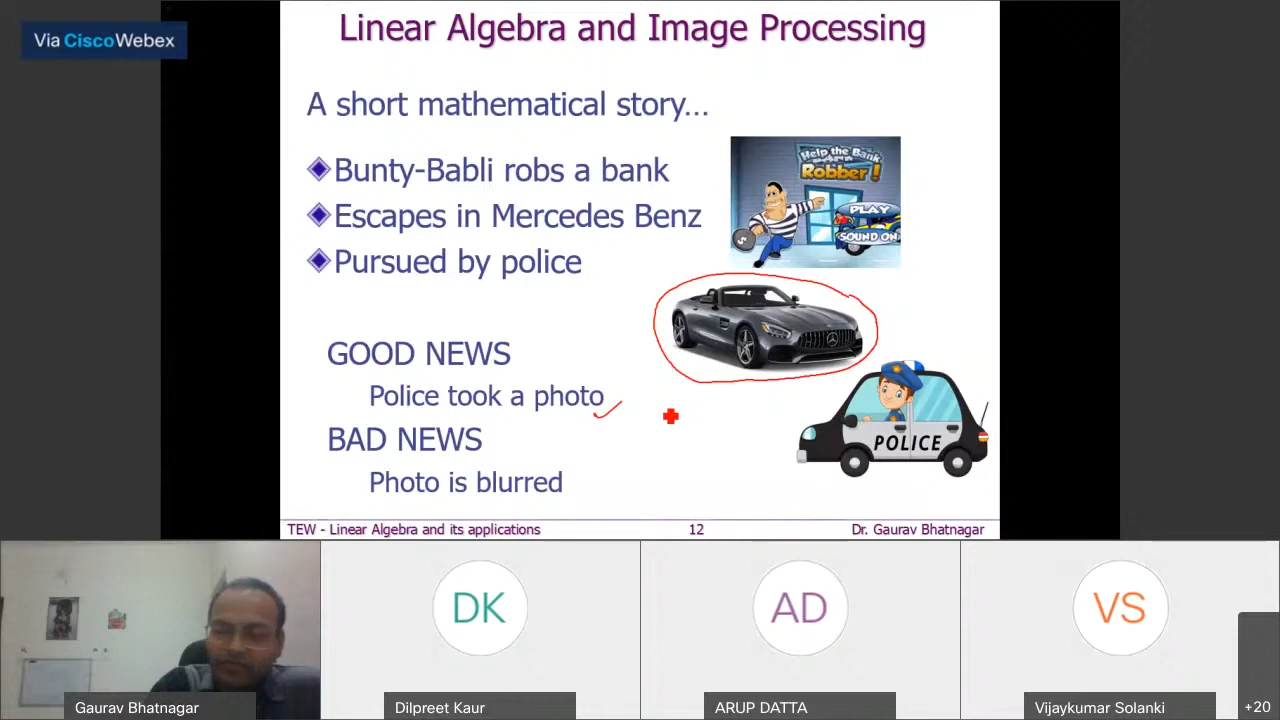 Via Cisco Webex
Linear Algebra and Image Processing
A short mathematical story…
Bunty-Babli robs a bank
Escapes in Mercedes Benz
Pursued by police
Help the Bank
Robber!
PLAY
SOUND ON
GOOD NEWS
Police took a photo
BAD NEWS
Photo is blurred
POLICE
TEW - Linear Algebra and its applications 12 Dr. Gaurav Bhatnagar
DK AD VS
Gaurav Bhatnagar Dilpreet Kaur ARUP DATTA Vijaykumar Solanki +20